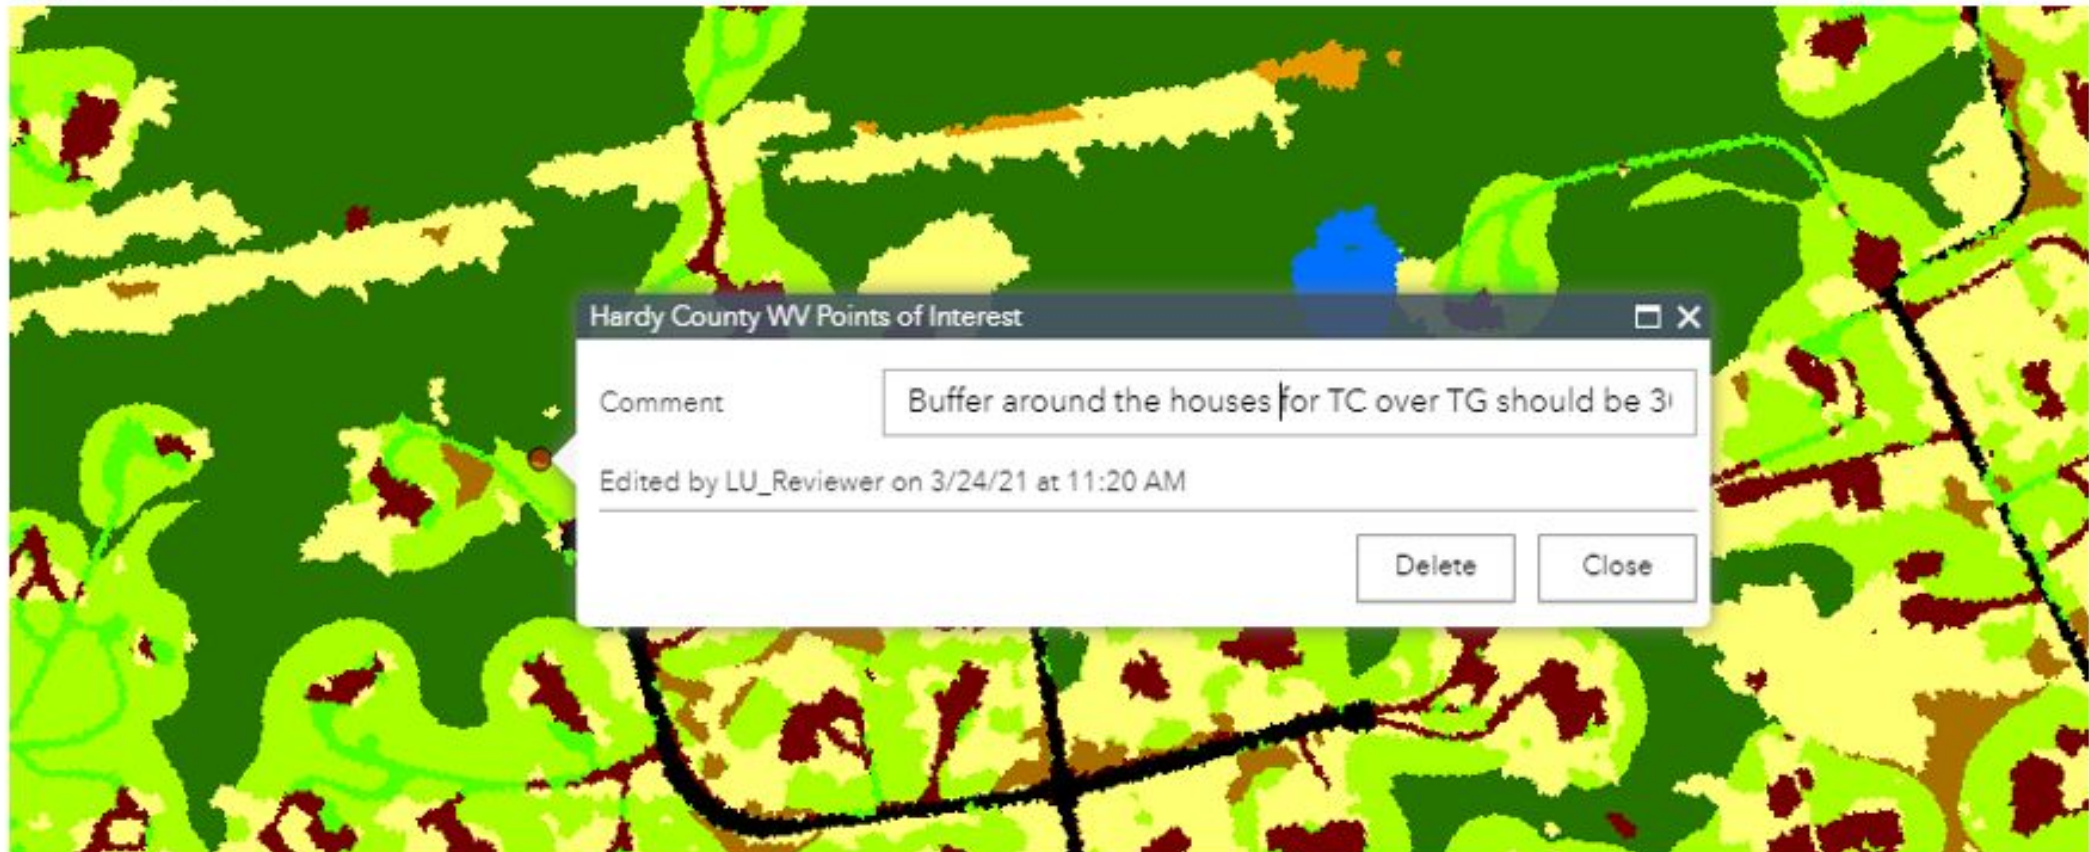 Hardy County WV Points of Interest
Comment
Buffer around the houses for TC over TG should be
Edited by LU_Reviewer on 3/24/21 at 11:20 AM
Delete
Close